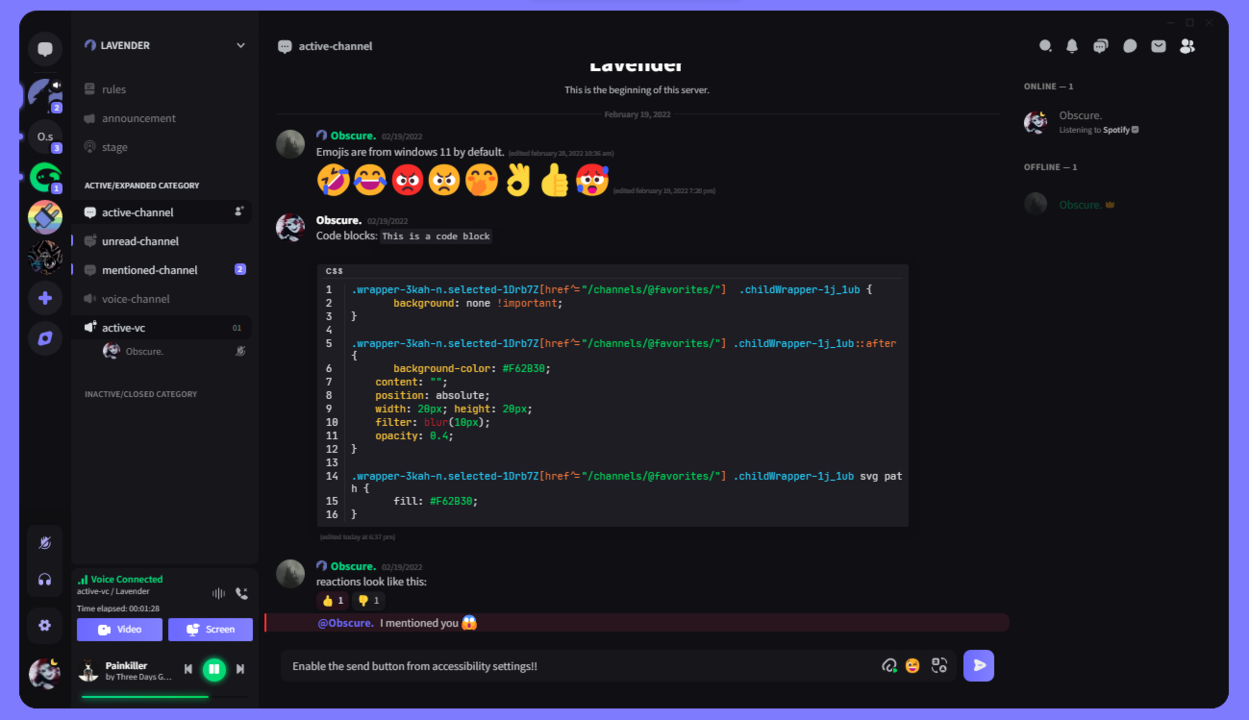 LAVENDER
rules
announcement
stage
ACTIVE/EXPANDED CATEGORY
active-channel
unread-channel
mentioned-channel 2
voice-channel
active-vc 01
Obscure.
INACTIVE/CLOSED CATEGORY
2
O.s
3
1
Voice Connected
active-vc / Lavender
Time elapsed: 00:01:28
Video Screen
Painkiller
by Three Days G...
active-channel
Lavender
This is the beginning of this server.
February 19, 2022
Obscure. 02/19/2022
Emojis are from windows 11 by default. (edited february 28, 2022 10:36 am)
(edited february 19, 2022 7:28 pm)
Obscure. 02/19/2022
Code blocks: This is a code block
css
1 .wrapper-3kah-n.selected-1Drb7Z[href^="/channels/@favorites/"] .childWrapper-1j_1ub {
2 background: none !important;
3 }
4
5 .wrapper-3kah-n.selected-1Drb7Z[href^="/channels/@favorites/"] .childWrapper-1j_1ub::after
{
6 background-color: #F62B30;
7 content: "";
8 position: absolute;
9 width: 20px; height: 20px;
10 filter: blur(10px);
11 opacity: 0.4;
12 }
13
14 .wrapper-3kah-n.selected-1Drb7Z[href^="/channels/@favorites/"] .childWrapper-1j_1ub svg pat
h {
15 fill: #F62B30;
16 }
(edited today at 6:37 pm)
Obscure. 02/19/2022
reactions look like this:
1 1
@Obscure. I mentioned you
Enable the send button from accessibility settings!!
ONLINE — 1
Obscure.
Listening to Spotify
OFFLINE — 1
Obscure.